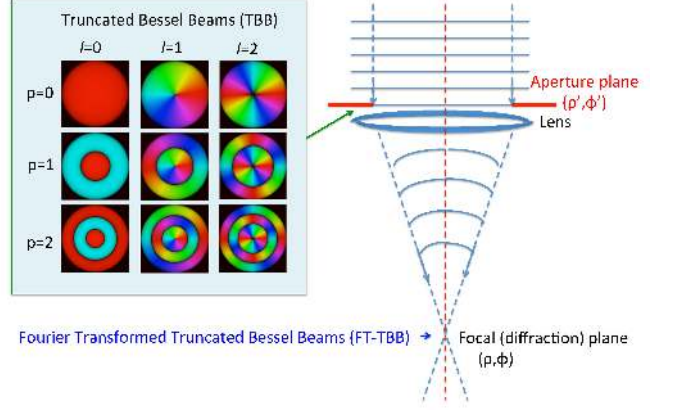 Truncated Bessel Beams (TBB)
l=0 l=1 l=2
p=0
p=1
p=2
Aperture plane
{ρ′,ϕ′)
Lens
Fourier Transformed Truncated Bessel Beams (FT-TBB)
Focal (diffraction) plane
(ρ,ϕ)